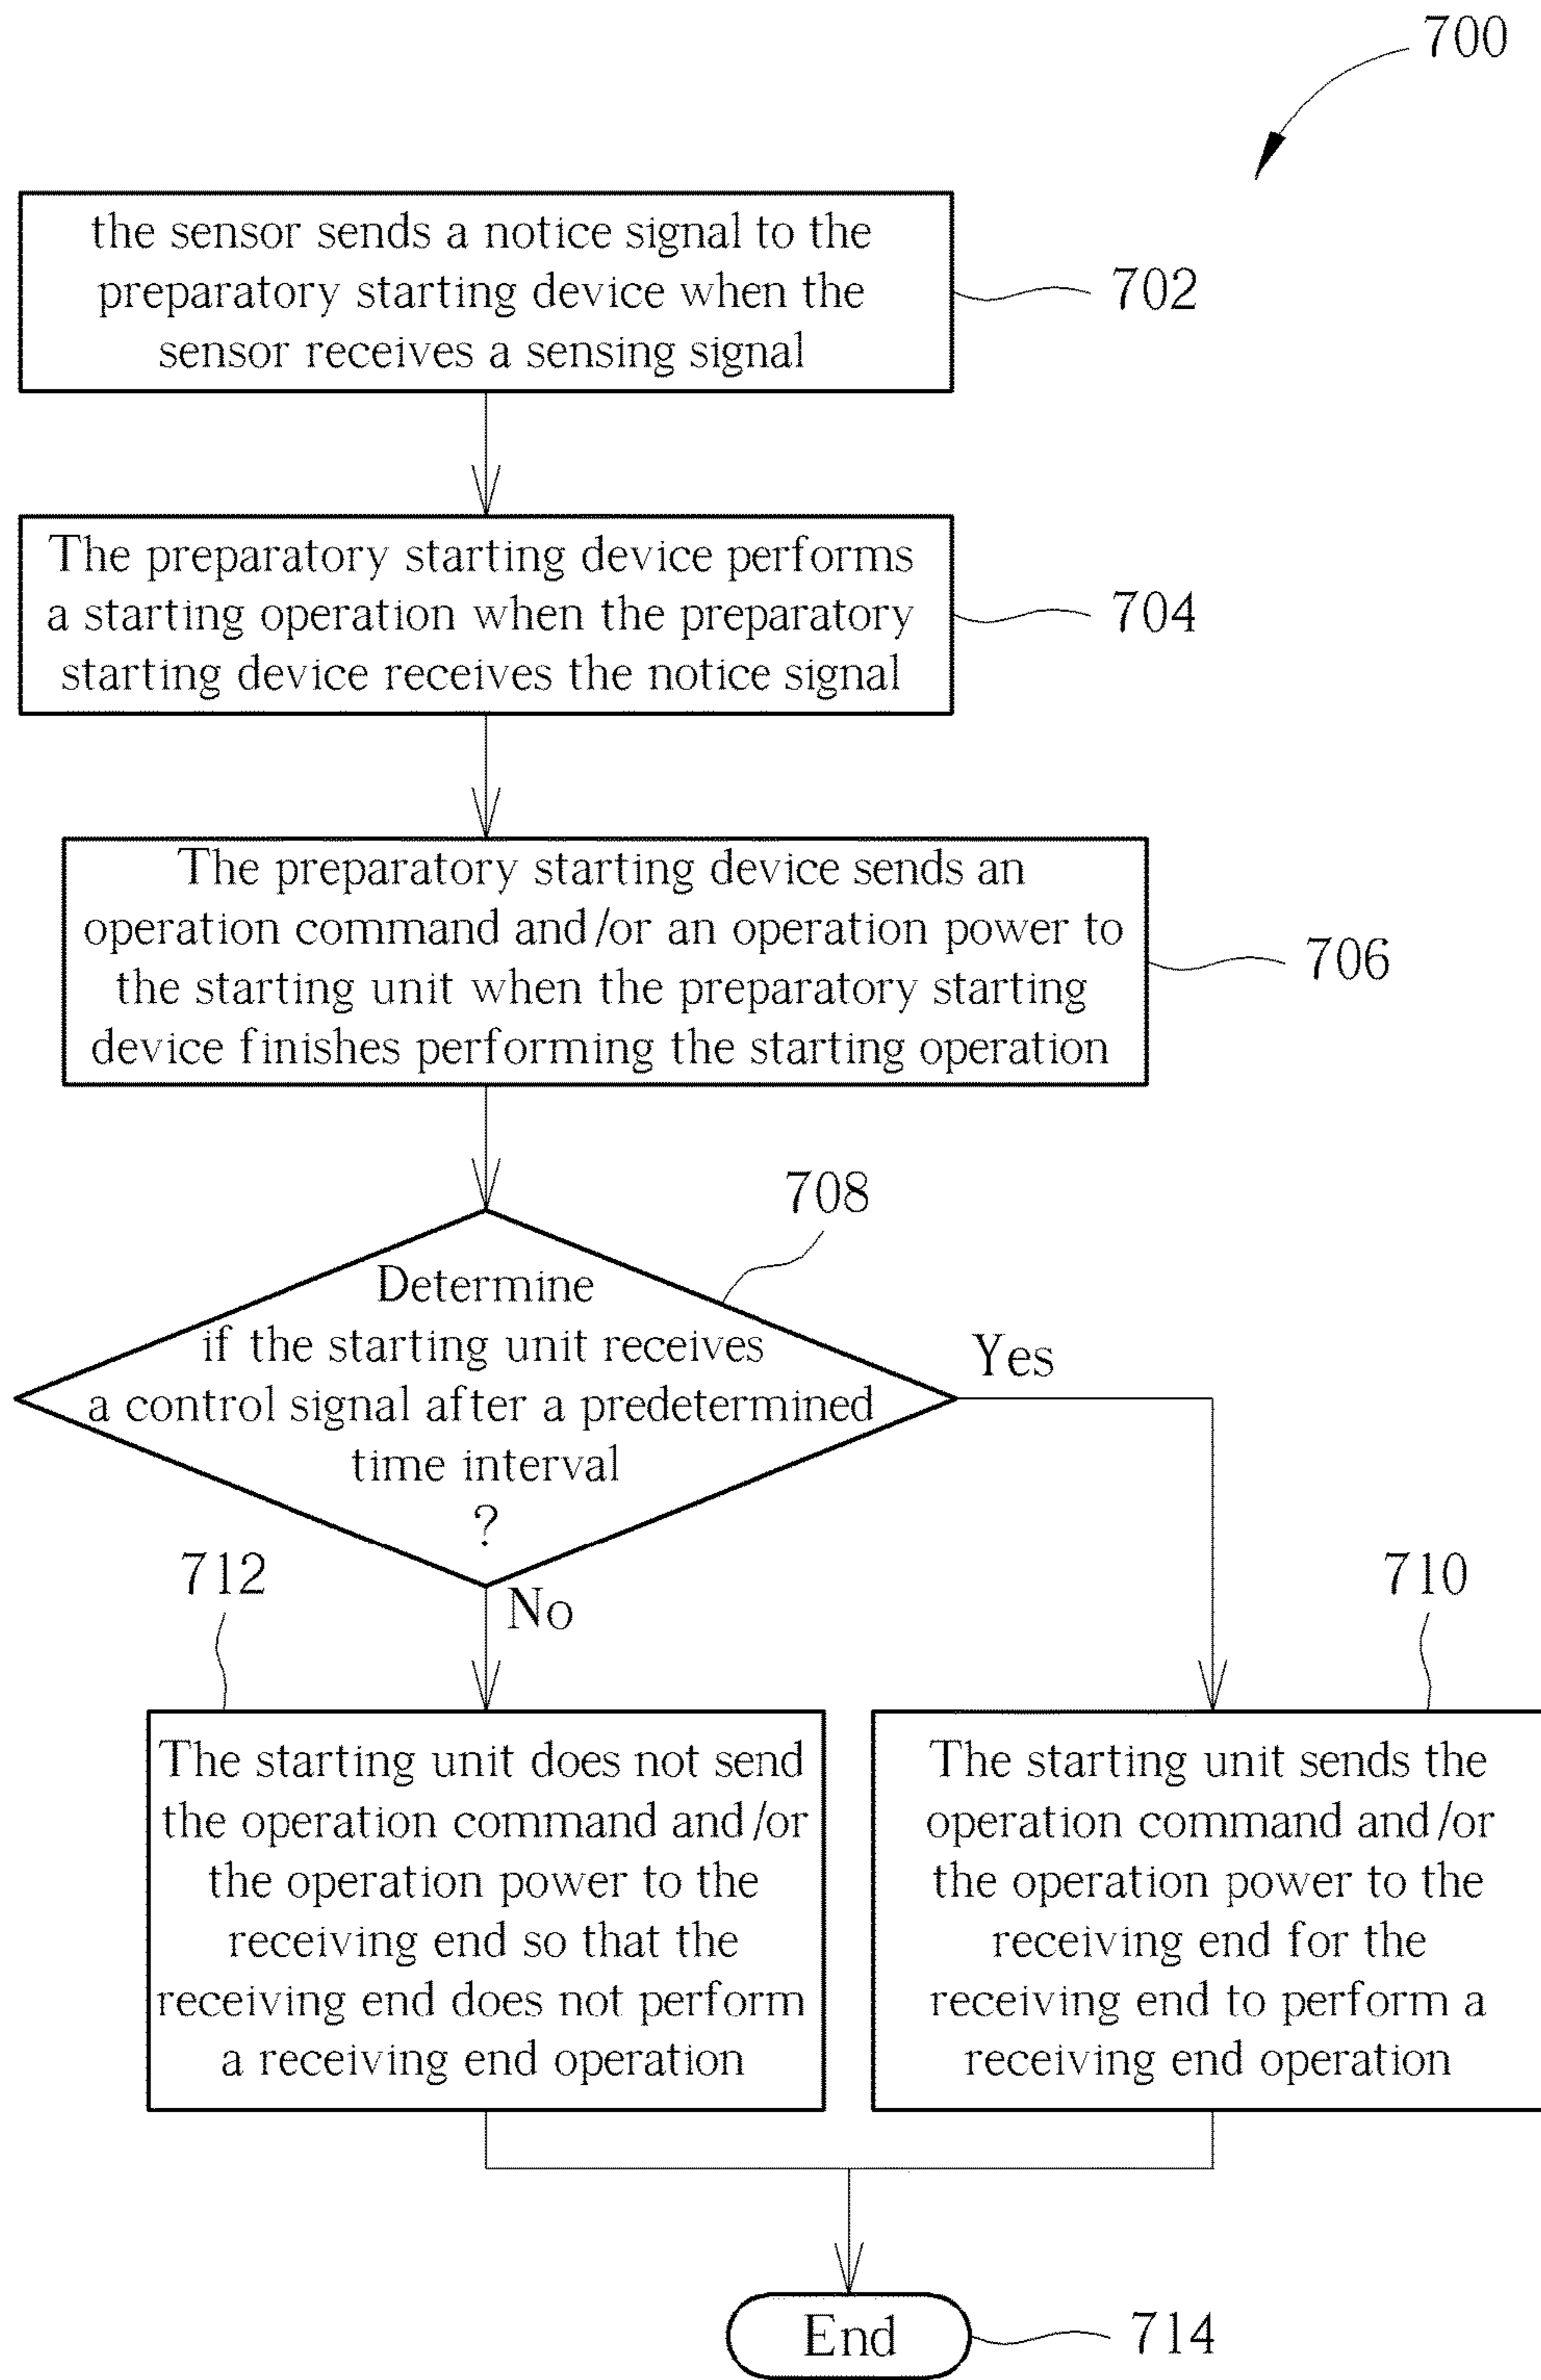 700
the sensor sends a notice signal to the
preparatory starting device when the
sensor receives a sensing signal
702
The preparatory starting device performs
a starting operation when the preparatory
starting device receives the notice signal
704
The preparatory starting device sends an
operation command and/or an operation power to
the starting unit when the preparatory starting
device finishes performing the starting operation
706
708
Determine
if the starting unit receives
a control signal after a predetermined
time interval
?
Yes
No
712
The starting unit does not send
the operation command and/or
the operation power to the
receiving end so that the
receiving end does not perform
a receiving end operation
710
The starting unit sends the
operation command and/or
the operation power to the
receiving end for the
receiving end to perform a
receiving end operation
End
714